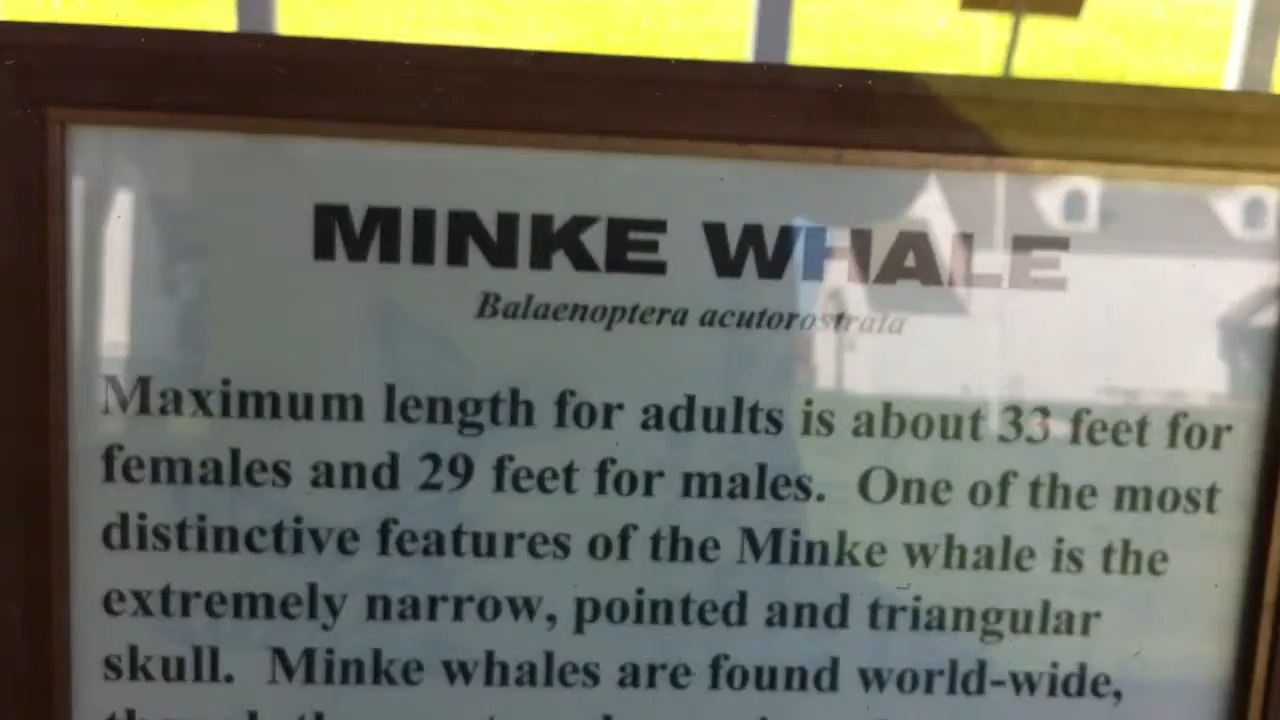 MINKE WHALE
Balaenoptera acutorostrata
Maximum length for adults is about 33 feet for
females and 29 feet for males. One of the most
distinctive features of the Minke whale is the
extremely narrow, pointed and triangular
skull. Minke whales are found world-wide,